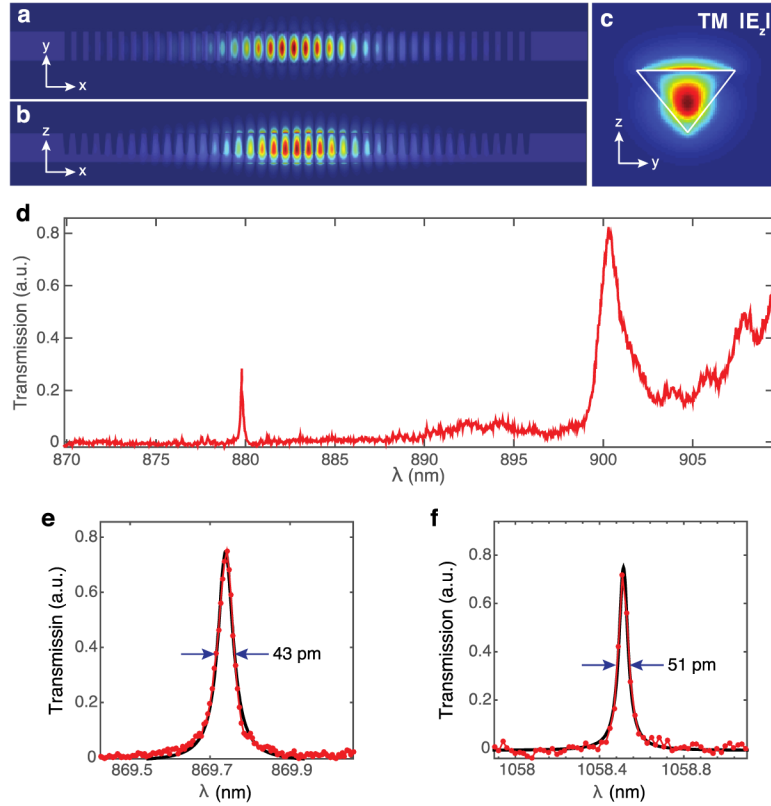 a
y
x
b
z
x
c
TM |E_z|
z
y
d
Transmission (a.u.)
0.8
0.6
0.4
0.2
0
870
875
880
885
890
895
900
905
λ (nm)
e
Transmissin (a.u.)
0.8
0.6
0.4
0.2
0
43 pm
869.5
869.7
869.9
λ (nm)
f
Transmission (a.u.)
0.8
0.6
0.4
0.2
0
51 pm
1058
1058.4
1058.8
λ (nm)